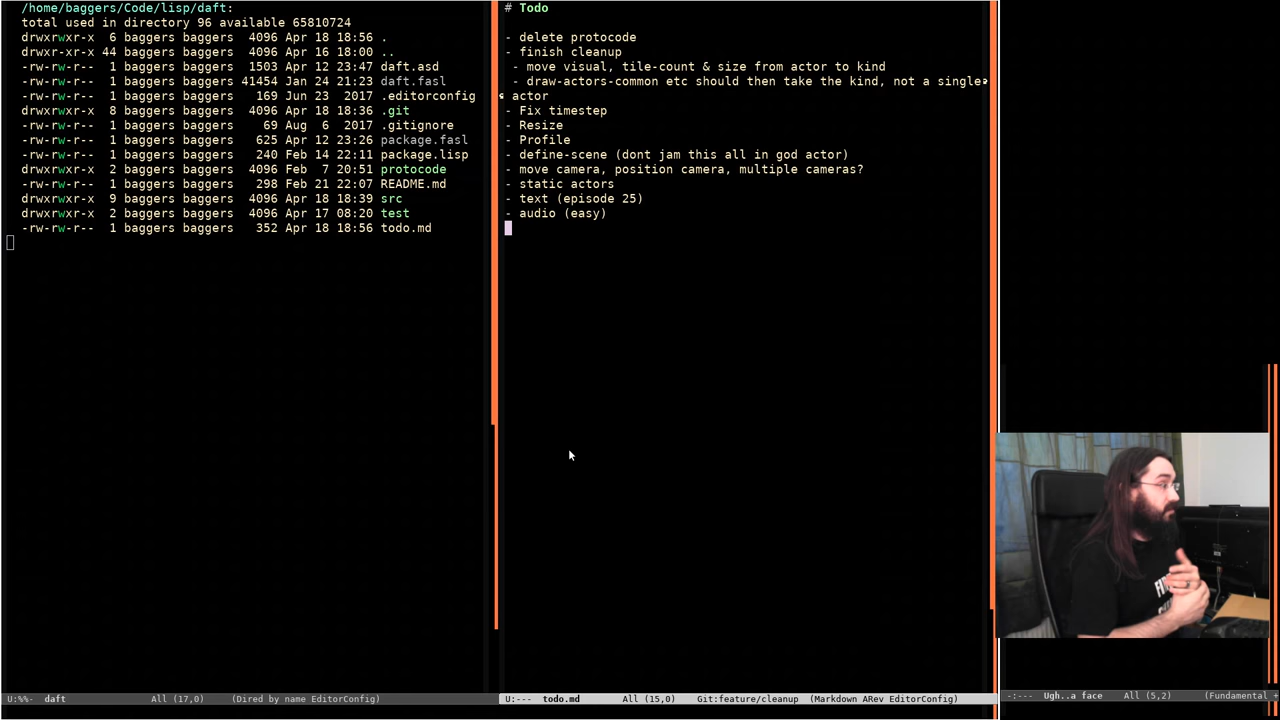 /home/baggers/Code/lisp/daft:
total used in directory 96 available 65810724
drwxrwxr-x  6 baggers baggers  4096 Apr 18 18:56 .
drwxr-xr-x 44 baggers baggers  4096 Apr 16 18:00 ..
-rw-rw-r--  1 baggers baggers  1503 Apr 12 23:47 daft.asd
-rw-rw-r--  1 baggers baggers 41454 Jan 24 21:23 daft.fasl
-rw-rw-r--  1 baggers baggers   169 Jun 23  2017 .editorconfig
drwxrwxr-x  8 baggers baggers  4096 Apr 18 18:36 .git
-rw-rw-r--  1 baggers baggers    69 Aug  6  2017 .gitignore
-rw-rw-r--  1 baggers baggers   625 Apr 12 23:26 package.fasl
-rw-rw-r--  1 baggers baggers   240 Feb 14 22:11 package.lisp
drwxrwxr-x  2 baggers baggers  4096 Feb  7 20:51 protocode
-rw-rw-r--  1 baggers baggers   298 Feb 21 22:07 README.md
drwxrwxr-x  9 baggers baggers  4096 Apr 18 18:39 src
drwxrwxr-x  2 baggers baggers  4096 Apr 17 08:20 test
-rw-rw-r--  1 baggers baggers   352 Apr 18 18:56 todo.md
U:%%-  daft   All (17,0)   (Dired by name EditorConfig)
# Todo
- delete protocode
- finish cleanup
- move visual, tile-count & size from actor to kind
- draw-actors-common etc should then take the kind, not a single
actor
- Fix timestep
- Resize
- Profile
- define-scene (dont jam this all in god actor)
- move camera, position camera, multiple cameras?
- static actors
- text (episode 25)
- audio (easy)
U:---  todo.md   All (15,0)   Git:feature/cleanup  (Markdown ARev EditorConfig)
-:---  Ugh..a face   All (5,2)   (Fundamental +